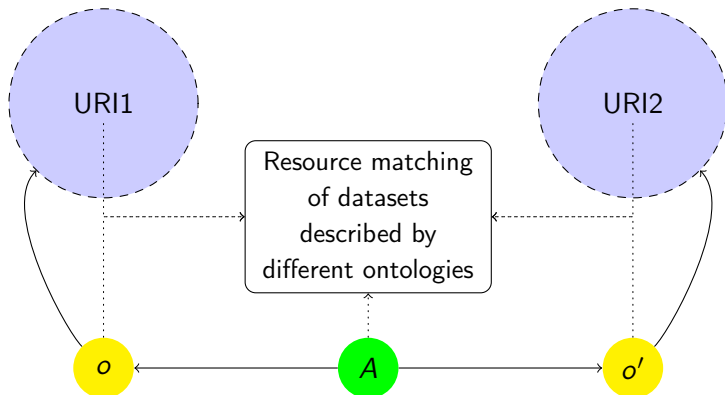 URI1
URI2
Resource matching
of datasets
described by
different ontologies
o
A
o′